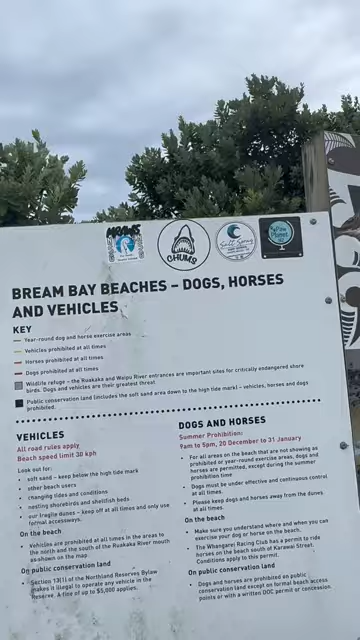 CHUMS
Salt Spray
Paw Planet
BREAM BAY BEACHES – DOGS, HORSES
AND VEHICLES
KEY
Year-round dog and horse exercise areas
Vehicles prohibited at all times
Horses prohibited at all times
Dogs prohibited at all times
Wildlife refuge – the Ruakaka and Waipu River entrances are important sites for critically endangered shore
birds. Dogs and vehicles are their greatest threat
Public conservation land (includes the soft sand area down to the high tide mark) – vehicles, horses and dogs
prohibited.
VEHICLES
All road rules apply
Beach speed limit 30 kph
Look out for:
• soft sand – keep below the high tide mark
• other beach users
• changing tides and conditions
• nesting shorebirds and shellfish beds
• our fragile dunes – keep off at all times and only use
formal accessways.
On the beach
• Vehicles are prohibited at all times in the areas to
the north and the south of the Ruakaka River mouth
as shown on the map.
On public conservation land
• Section 13(1) of the Northland Reserves Bylaw
makes it illegal to operate any vehicle in the
Reserve. A fine of up to $5,000 applies.
DOGS AND HORSES
Summer Prohibition:
9am to 5pm, 20 December to 31 January
• For all areas on the beach that are not showing as
prohibited or year-round exercise areas, dogs and
horses are permitted, except during the summer
prohibition time
• Dogs must be under effective and continuous control
at all times.
• Please keep dogs and horses away from the dunes
at all times.
On the beach
• Make sure you understand where and when you can
exercise your dog or horse on the beach.
• The Whangarei Racing Club has a permit to ride
horses on the beach south of Karawai Street.
Conditions apply to this permit.
On public conservation land
• Dogs and horses are prohibited on public
conservation land except on formal beach access
points or with a written DOC permit or concession.